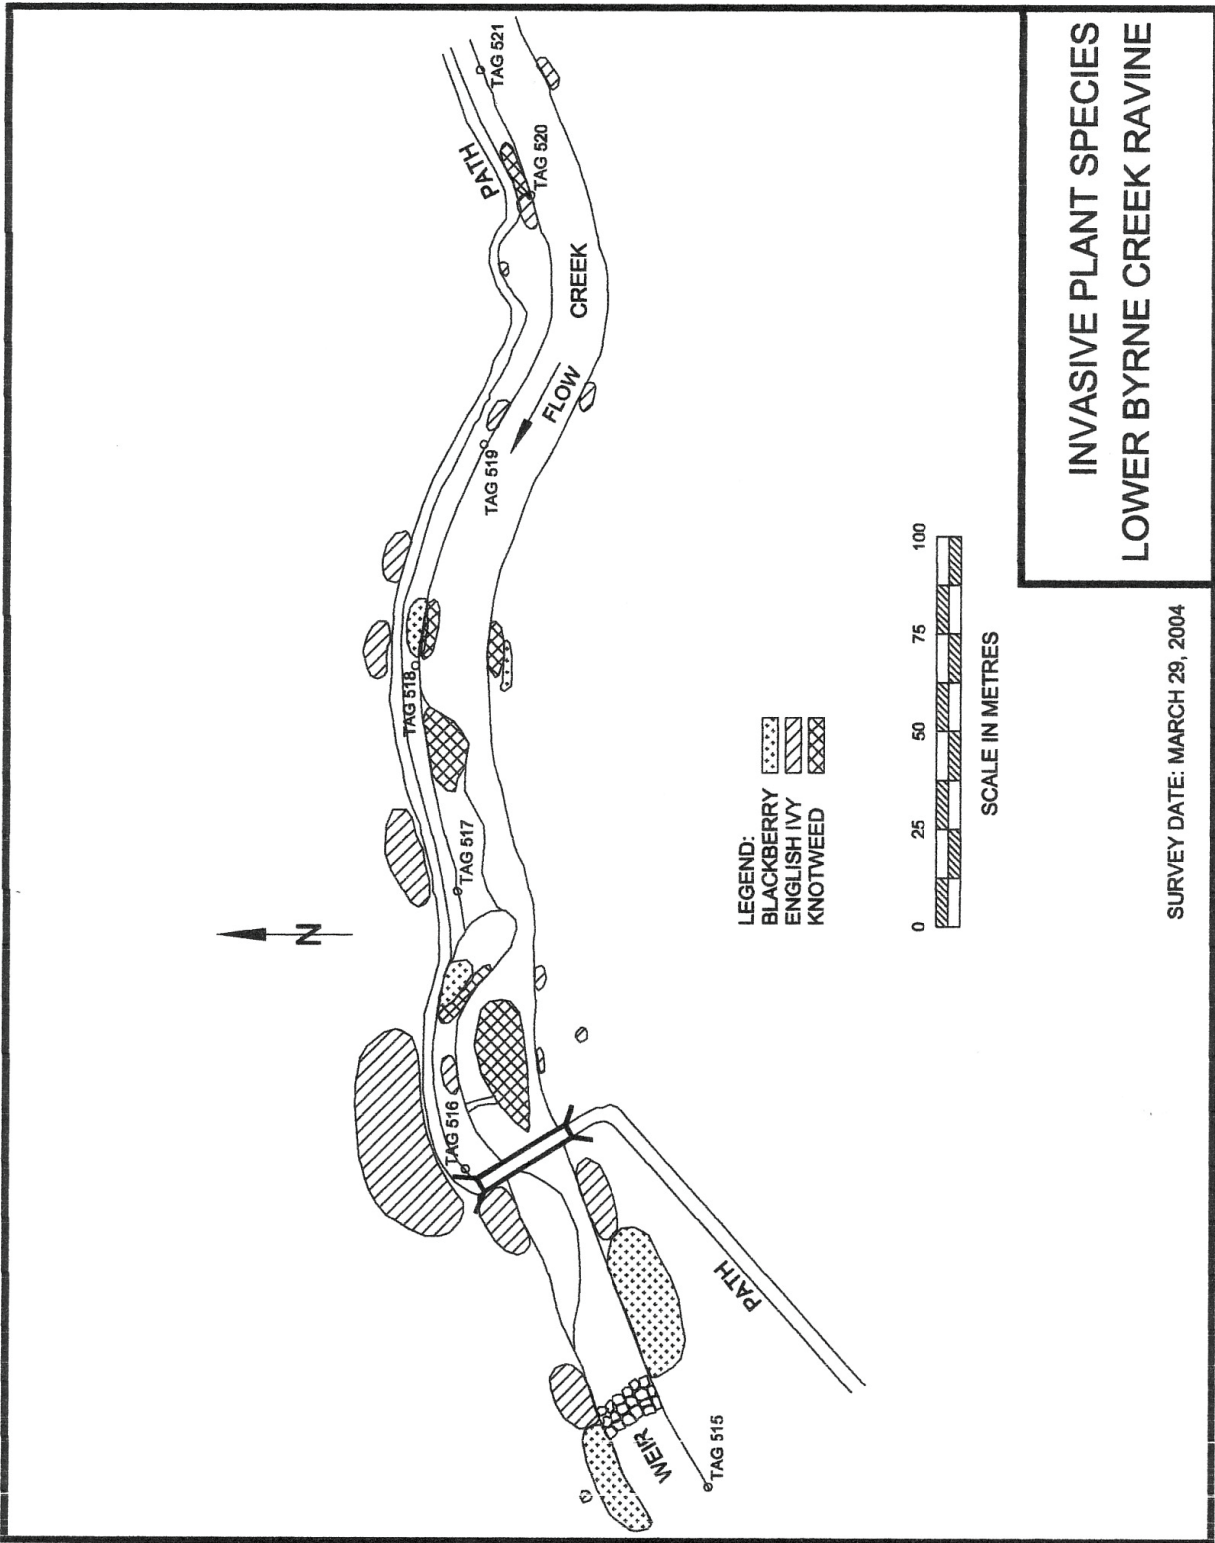 PATH
TAG 521
TAG 520
CREEK
FLOW
TAG 519
TAG 518
TAG 517
N
TAG 516
PATH
WEIR
TAG 515
LEGEND:
BLACKBERRY
ENGLISH IVY
KNOTWEED
0 25 50 75 100
SCALE IN METRES
SURVEY DATE: MARCH 29, 2004
INVASIVE PLANT SPECIES
LOWER BYRNE CREEK RAVINE